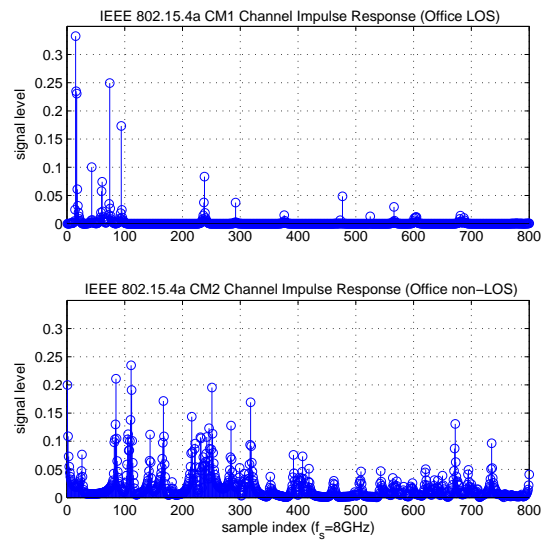 IEEE 802.15.4a CM1 Channel Impulse Response (Office LOS)
signal level
0.3
0.25
0.2
0.15
0.1
0.05
0
0 100 200 300 400 500 600 700 800
IEEE 802.15.4a CM2 Channel Impulse Response (Office non−LOS)
signal level
0.3
0.25
0.2
0.15
0.1
0.05
0
0 100 200 300 400 500 600 700 800
sample index (f_s=8GHz)